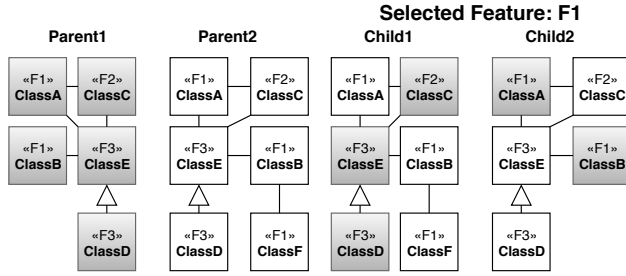 Selected Feature: F1
Parent1 Parent2 Child1 Child2
«F1» «F2» «F1» «F2» «F1» «F2» «F1» «F2»
ClassA ClassC ClassA ClassC ClassA ClassC ClassA ClassC
«F1» «F3» «F3» «F1» «F3» «F1» «F3» «F1»
ClassB ClassE ClassE ClassB ClassE ClassB ClassE ClassB
«F3» «F3» «F1» «F3» «F1» «F3»
ClassD ClassD ClassF ClassD ClassF ClassD